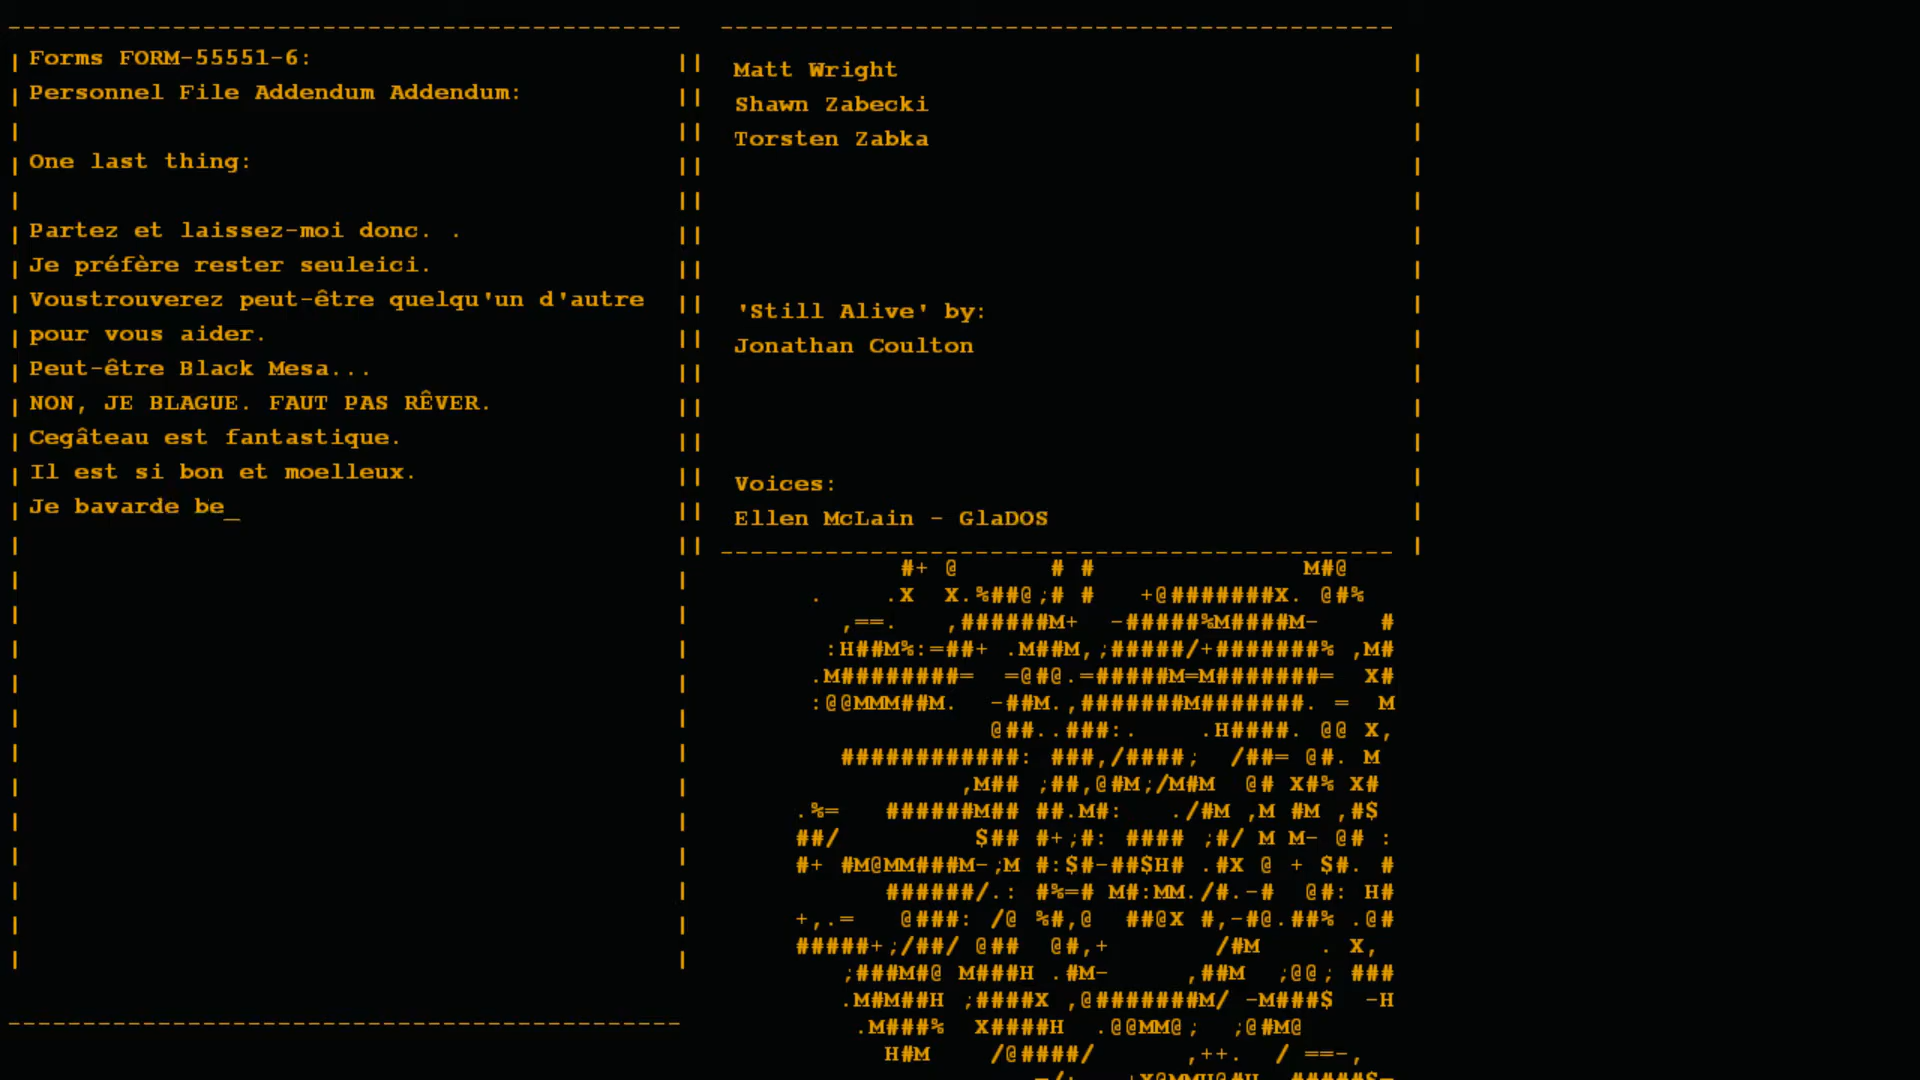 Forms FORM-55551-6:
Personnel File Addendum Addendum:
One last thing:
Partez et laissez-moi donc. .
Je préfère rester seuleici.
Voustrouverez peut-être quelqu'un d'autre
pour vous aider.
Peut-être Black Mesa...
NON, JE BLAGUE. FAUT PAS RÊVER.
Cegâteau est fantastique.
Il est si bon et moelleux.
Je bavarde be_
Matt Wright
Shawn Zabecki
Torsten Zabka
'Still Alive' by:
Jonathan Coulton
Voices:
Ellen McLain - GlaDOS